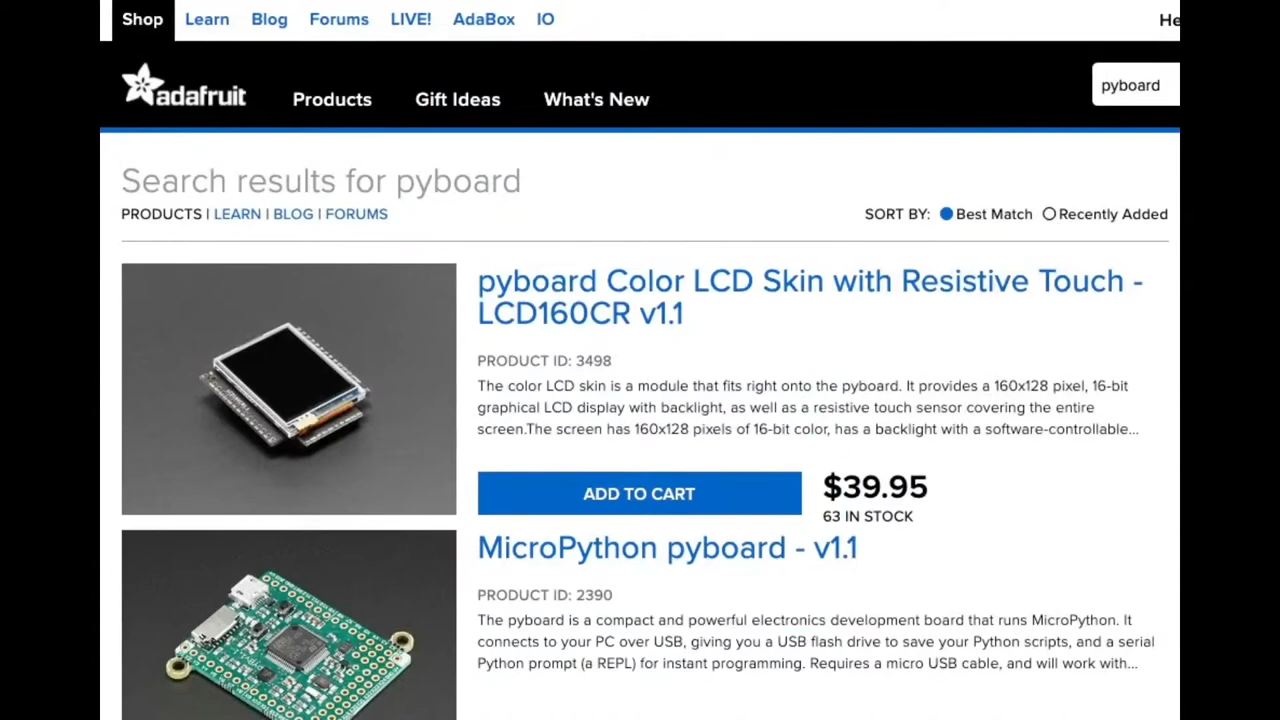 Shop Learn Blog Forums LIVE! AdaBox IO
adafruit Products Gift Ideas What's New pyboard
Search results for pyboard
PRODUCTS | LEARN | BLOG | FORUMS SORT BY: Best Match Recently Added
pyboard Color LCD Skin with Resistive Touch -
LCD160CR v1.1
PRODUCT ID: 3498
The color LCD skin is a module that fits right onto the pyboard. It provides a 160x128 pixel, 16-bit
graphical LCD display with backlight, as well as a resistive touch sensor covering the entire
screen.The screen has 160x128 pixels of 16-bit color, has a backlight with a software-controllable...
ADD TO CART $39.95
63 IN STOCK
MicroPython pyboard - v1.1
PRODUCT ID: 2390
The pyboard is a compact and powerful electronics development board that runs MicroPython. It
connects to your PC over USB, giving you a USB flash drive to save your Python scripts, and a serial
Python prompt (a REPL) for instant programming. Requires a micro USB cable, and will work with...